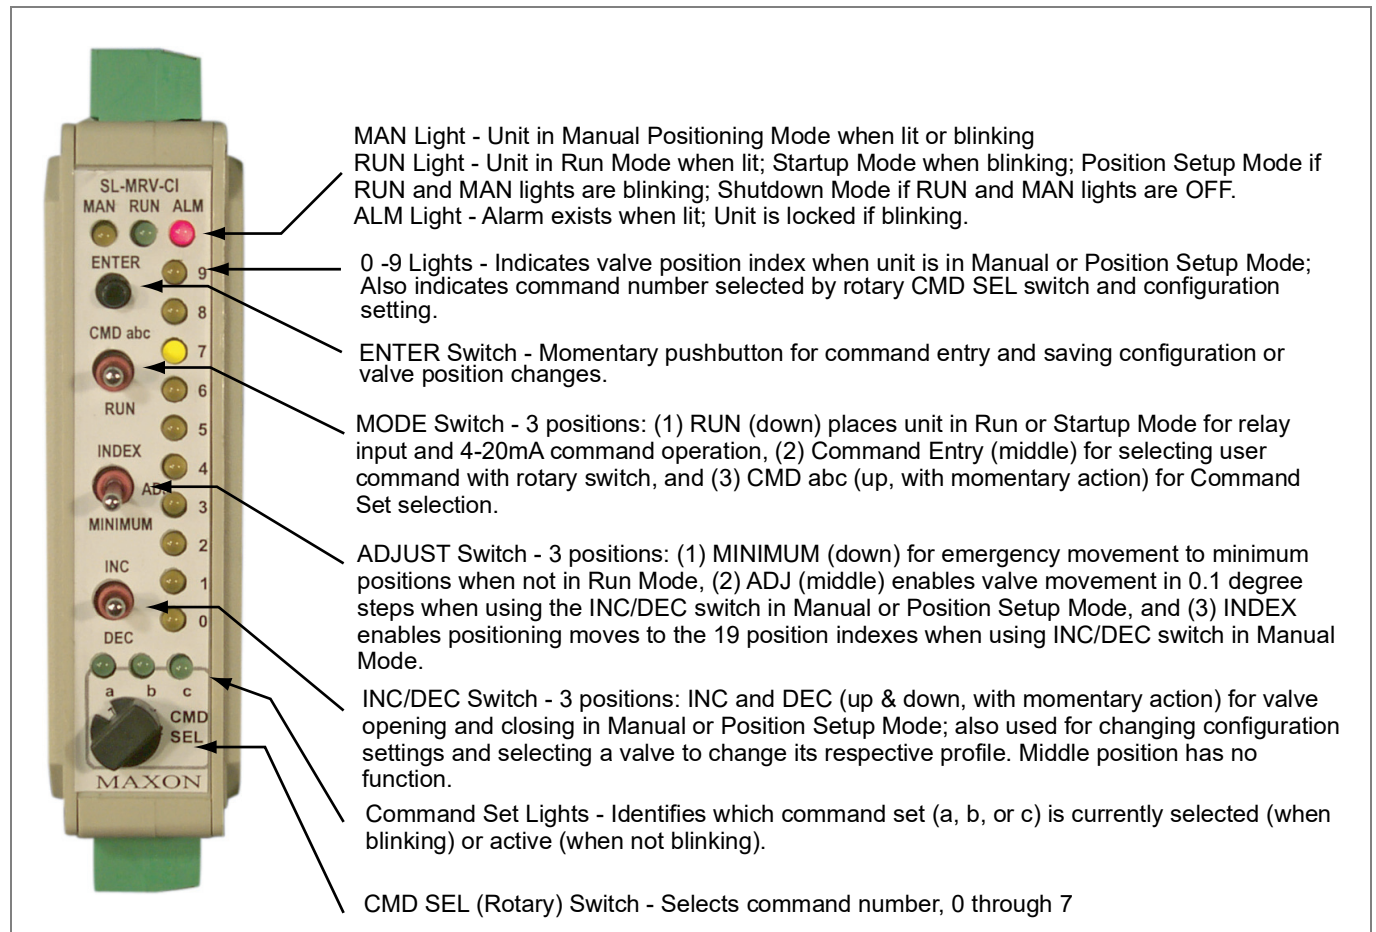 SL-MRV-CI
MAN RUN ALM
ENTER
9
8
CMD abc
7
6
RUN
5
INDEX
4
AD
3
MINIMUM
2
INC
1
0
DEC
a b c
CMD
SEL
MAXON
MAN Light - Unit in Manual Positioning Mode when lit or blinking
RUN Light - Unit in Run Mode when lit; Startup Mode when blinking; Position Setup Mode if
RUN and MAN lights are blinking; Shutdown Mode if RUN and MAN lights are OFF.
ALM Light - Alarm exists when lit; Unit is locked if blinking.
0 -9 Lights - Indicates valve position index when unit is in Manual or Position Setup Mode;
Also indicates command number selected by rotary CMD SEL switch and configuration
setting.
ENTER Switch - Momentary pushbutton for command entry and saving configuration or
valve position changes.
MODE Switch - 3 positions: (1) RUN (down) places unit in Run or Startup Mode for relay
input and 4-20mA command operation, (2) Command Entry (middle) for selecting user
command with rotary switch, and (3) CMD abc (up, with momentary action) for Command
Set selection.
ADJUST Switch - 3 positions: (1) MINIMUM (down) for emergency movement to minimum
positions when not in Run Mode, (2) ADJ (middle) enables valve movement in 0.1 degree
steps when using the INC/DEC switch in Manual or Position Setup Mode, and (3) INDEX
enables positioning moves to the 19 position indexes when using INC/DEC switch in Manual
Mode.
INC/DEC Switch - 3 positions: INC and DEC (up & down, with momentary action) for valve
opening and closing in Manual or Position Setup Mode; also used for changing configuration
settings and selecting a valve to change its respective profile. Middle position has no
function.
Command Set Lights - Identifies which command set (a, b, or c) is currently selected (when
blinking) or active (when not blinking).
CMD SEL (Rotary) Switch - Selects command number, 0 through 7